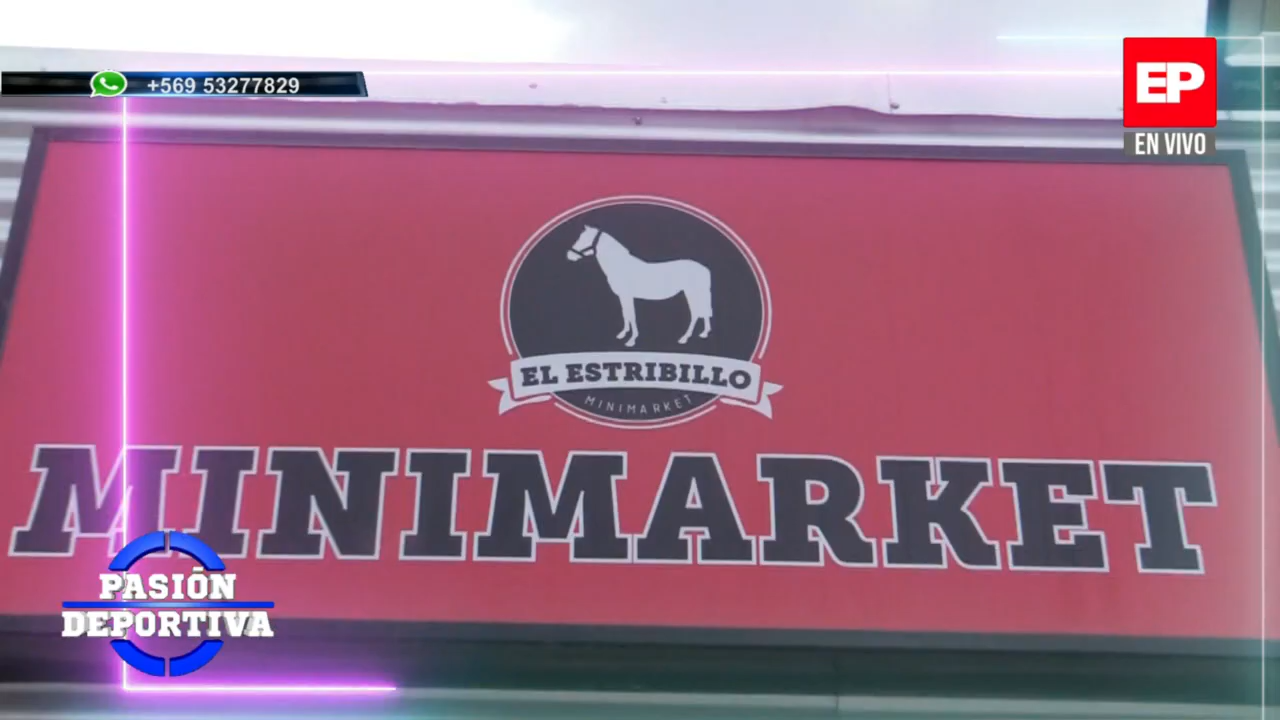 +569 53277829
EP
EN VIVO
EL ESTRIBILLO
MINIMARKET
MINIMARKET
PASIÓN
DEPORTIVA